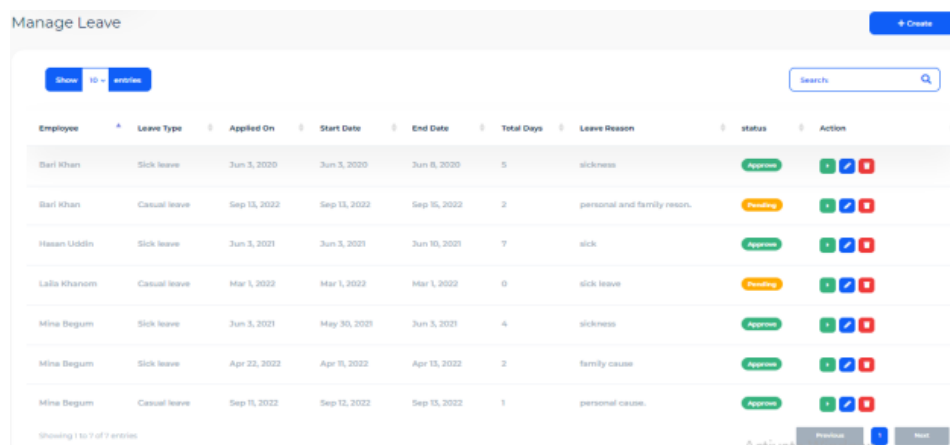 Manage Leave
+ Create
Show 10 entries
Search:
Employee Leave Type Applied On Start Date End Date Total Days Leave Reason status Action
Bari Khan Sick leave Jun 3, 2020 Jun 3, 2020 Jun 8, 2020 5 sickness Approve
Bari Khan Casual leave Sep 13, 2022 Sep 13, 2022 Sep 15, 2022 2 personal and family reson. Pending
Hasan Uddin Sick leave Jun 3, 2021 Jun 3, 2021 Jun 10, 2021 7 sick Approve
Laila Khanom Casual leave Mar 1, 2022 Mar 1, 2022 Mar 1, 2022 0 sick leave Pending
Mina Begum Sick leave Jun 3, 2021 May 30, 2021 Jun 3, 2021 4 sickness Approve
Mina Begum Sick leave Apr 22, 2022 Apr 11, 2022 Apr 13, 2022 2 family cause Approve
Mina Begum Casual leave Sep 11, 2022 Sep 12, 2022 Sep 13, 2022 1 personal cause. Approve
Showing 1 to 7 of 7 entries Previous 1 Next